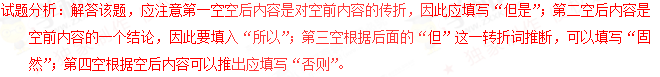 试题分析：解答该题，应注意第一空空后内容是对空前内容的传折，因此应填写“但是”；第二空后内容是
空前内容的一个结论，因此要填入“所以”；第三空根据后面的“但”这一转折词推断，可以填写“固
然”；第四空根据空后内容可以推出应填写“否则”。